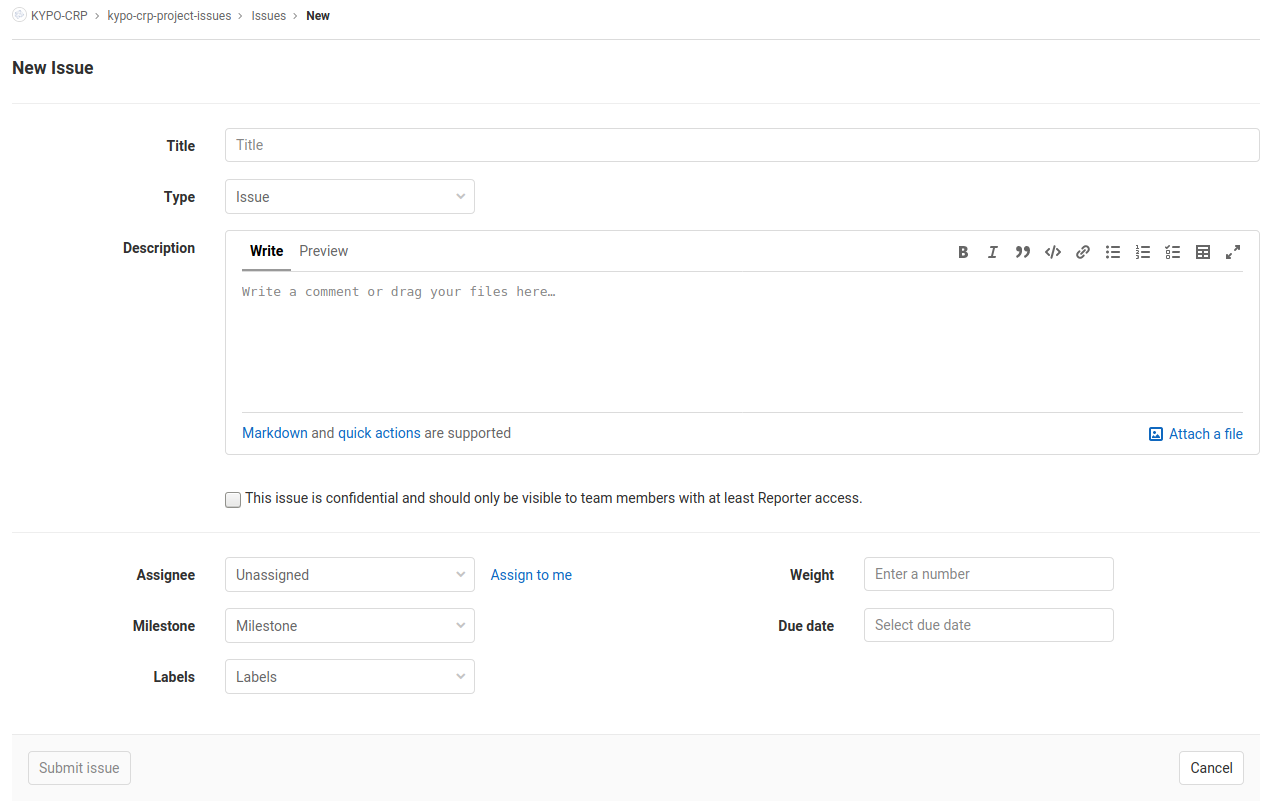 KYPO-CRP › kypo-crp-project-issues › Issues › New
New Issue
Title Title
Type Issue
Description Write Preview
Write a comment or drag your files here…
Markdown and quick actions are supported Attach a file
This issue is confidential and should only be visible to team members with at least Reporter access.
Assignee Unassigned Assign to me Weight Enter a number
Milestone Milestone Due date Select due date
Labels Labels
Submit issue Cancel